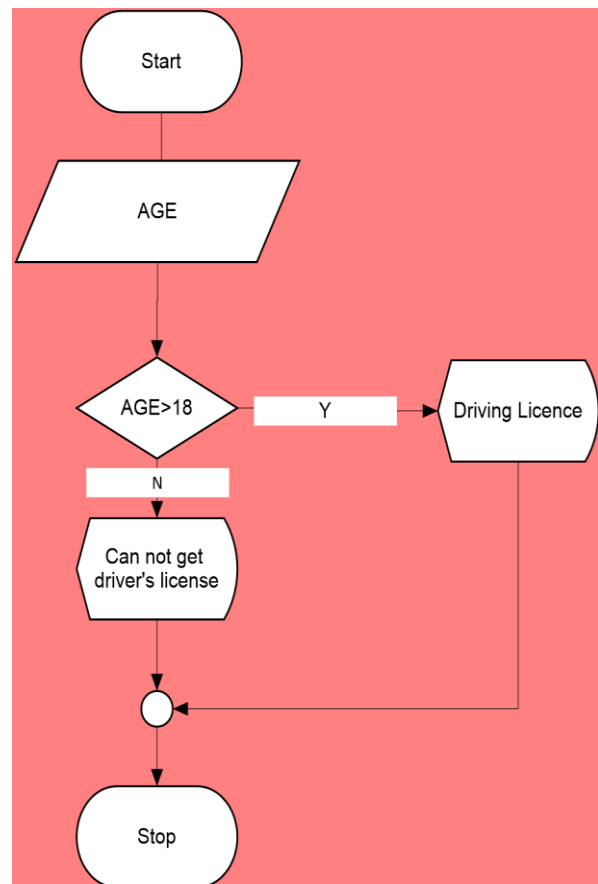 Start
AGE
AGE>18
Y
Driving Licence
N
Can not get
driver's license
Stop